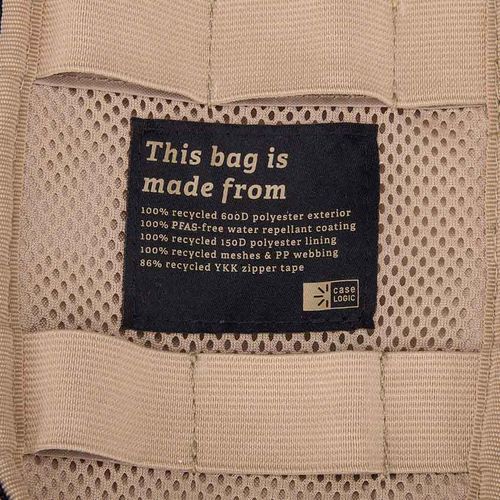 This bag is
made from
100% recycled 600D polyester exterior
100% PFAS-free water repellant coating
100% recycled 150D polyester lining
100% recycled meshes & PP webbing
86% recycled YKK zipper tape
case
LOGIC